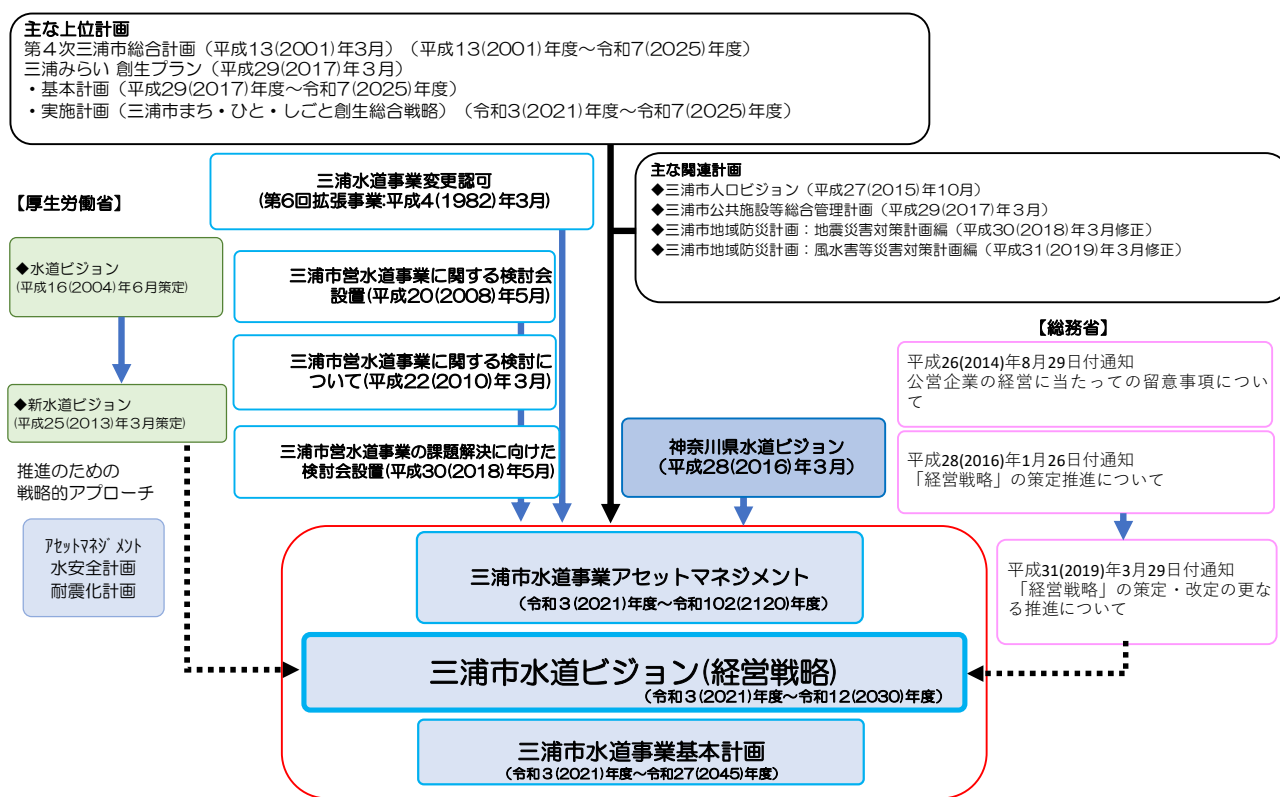 主な上位計画
第４次三浦市総合計画（平成13(2001)年3月）（平成13(2001)年度～令和7(2025)年度）
三浦みらい 創生プラン（平成29(2017)年３月）
・基本計画（平成29(2017)年度～令和7(2025)年度）
・実施計画（三浦市まち・ひと・しごと創生総合戦略）（令和3(2021)年度～令和7(2025)年度）
三浦水道事業変更認可
(第6回拡張事業:平成4(1982)年3月)
主な関連計画
◆三浦市人口ビジョン（平成27(2015)年10月）
◆三浦市公共施設等総合管理計画（平成29(2017)年３月）
◆三浦市地域防災計画：地震災害対策計画編（平成30(2018)年３月修正）
◆三浦市地域防災計画：風水害等災害対策計画編（平成31(2019)年３月修正）
【厚生労働省】
◆水道ビジョン
(平成16(2004)年６月策定)
◆新水道ビジョン
(平成25(2013)年３月策定)
推進のための
戦略的アプローチ
ｱｾｯﾄﾏﾈｼﾞﾒﾝﾄ
水安全計画
耐震化計画
三浦市営水道事業に関する検討会
設置(平成20(2008)年5月)
三浦市営水道事業に関する検討に
ついて(平成22(2010)年３月)
三浦市営水道事業の課題解決に向けた
検討会設置(平成30(2018)年5月)
神奈川県水道ビジョン
（平成28(2016)年３月）
【総務省】
平成26(2014)年8月29日付通知
公営企業の経営に当たっての留意事項につい
て
平成28(2016)年1月26日付通知
「経営戦略」の策定推進について
平成31(2019)年3月29日付通知
「経営戦略」の策定・改定の更な
る推進について
三浦市水道事業アセットマネジメント
（令和３(2021)年度～令和102(2120)年度）
三浦市水道ビジョン(経営戦略)
（令和３(2021)年度～令和12(2030)年度）
三浦市水道事業基本計画
（令和３(2021)年度～令和27(2045)年度）